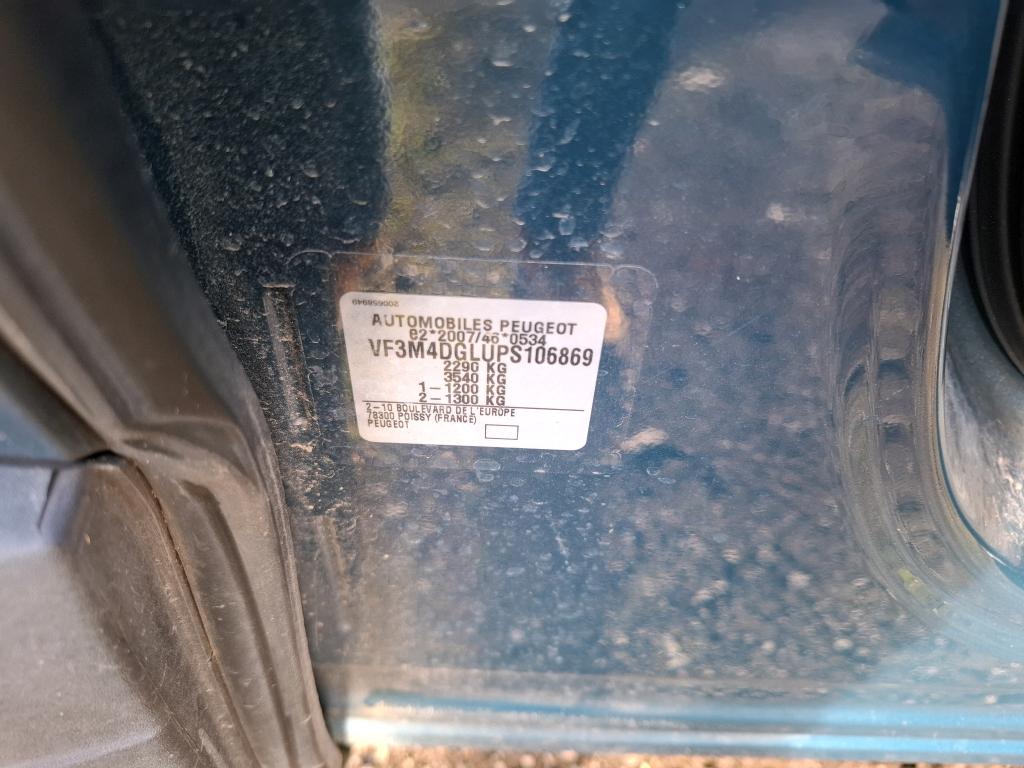 200658949
AUTOMOBILES PEUGEOT
e2*2007/46*0534
VF3M4DGLUPS106869
2290 KG
3540 KG
1-1200 KG
2-1300 KG
2-10 BOULEVARD DE L'EUROPE
78300 POISSY (FRANCE)
PEUGEOT